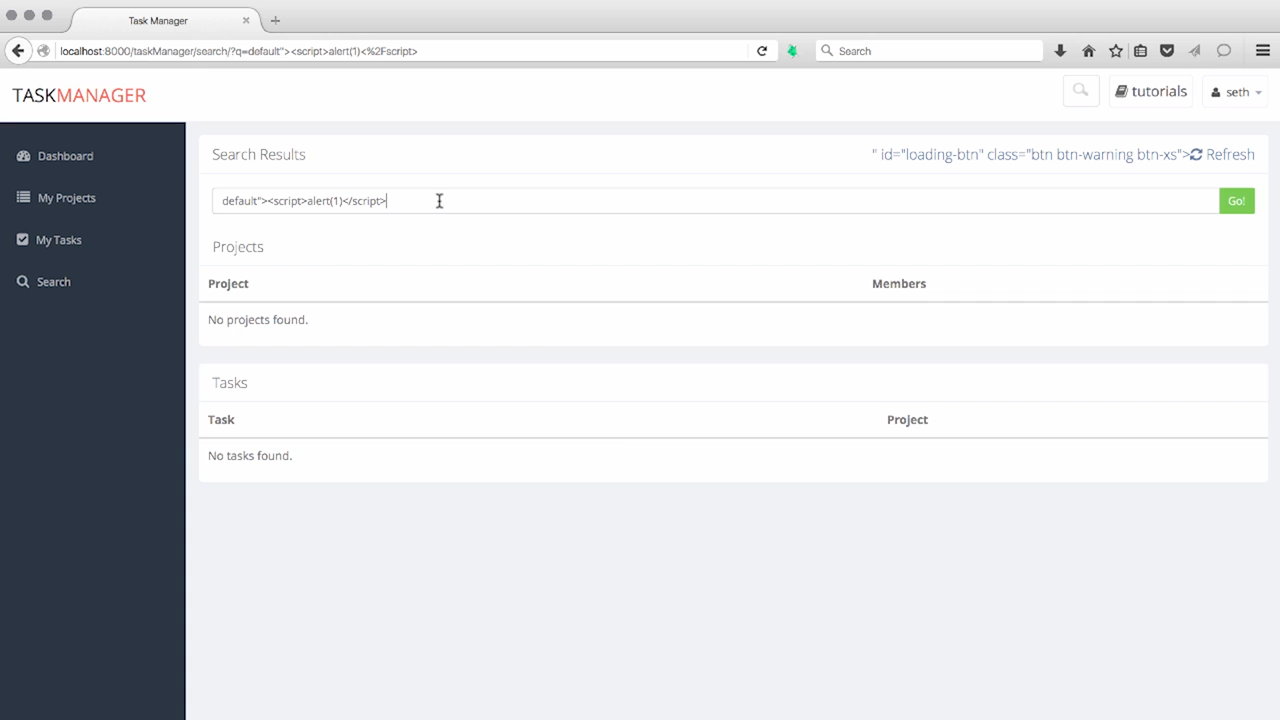 Task Manager
localhost:8000/taskManager/search/?q=default"><script>alert(1)<%2Fscript>
Search
TASKMANAGER
tutorials
seth
Dashboard
My Projects
My Tasks
Search
Search Results
" id="loading-btn" class="btn btn-warning btn-xs"> Refresh
default"><script>alert(1)</script>
Go!
Projects
Project Members
No projects found.
Tasks
Task Project
No tasks found.